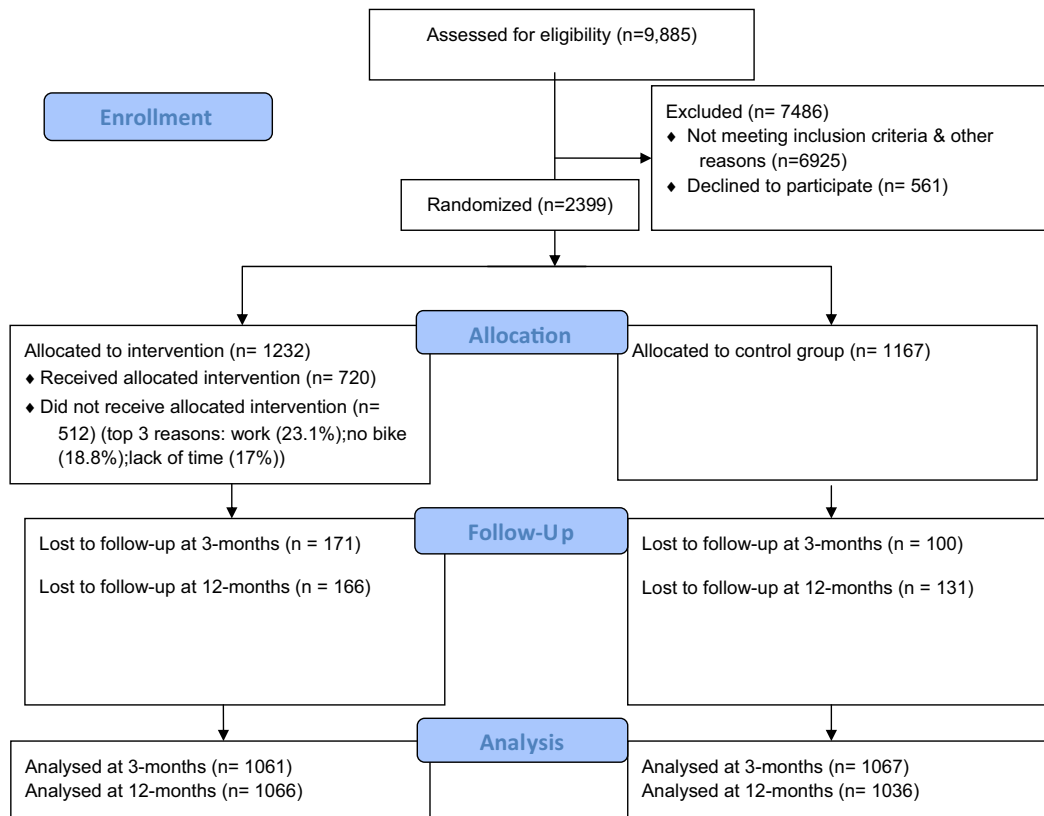 Assessed for eligibility (n=9,885)
Enrollment
Excluded (n= 7486)
♦ Not meeting inclusion criteria & other
reasons (n=6925)
♦ Declined to participate (n= 561)
Randomized (n=2399)
Allocation
Allocated to intervention (n= 1232)
♦ Received allocated intervention (n= 720)
♦ Did not receive allocated intervention (n=
512) (top 3 reasons: work (23.1%);no bike
(18.8%);lack of time (17%))
Allocated to control group (n= 1167)
Follow-Up
Lost to follow-up at 3-months (n = 171)
Lost to follow-up at 12-months (n = 166)
Lost to follow-up at 3-months (n = 100)
Lost to follow-up at 12-months (n = 131)
Analysis
Analysed at 3-months (n= 1061)
Analysed at 12-months (n= 1066)
Analysed at 3-months (n= 1067)
Analysed at 12-months (n= 1036)